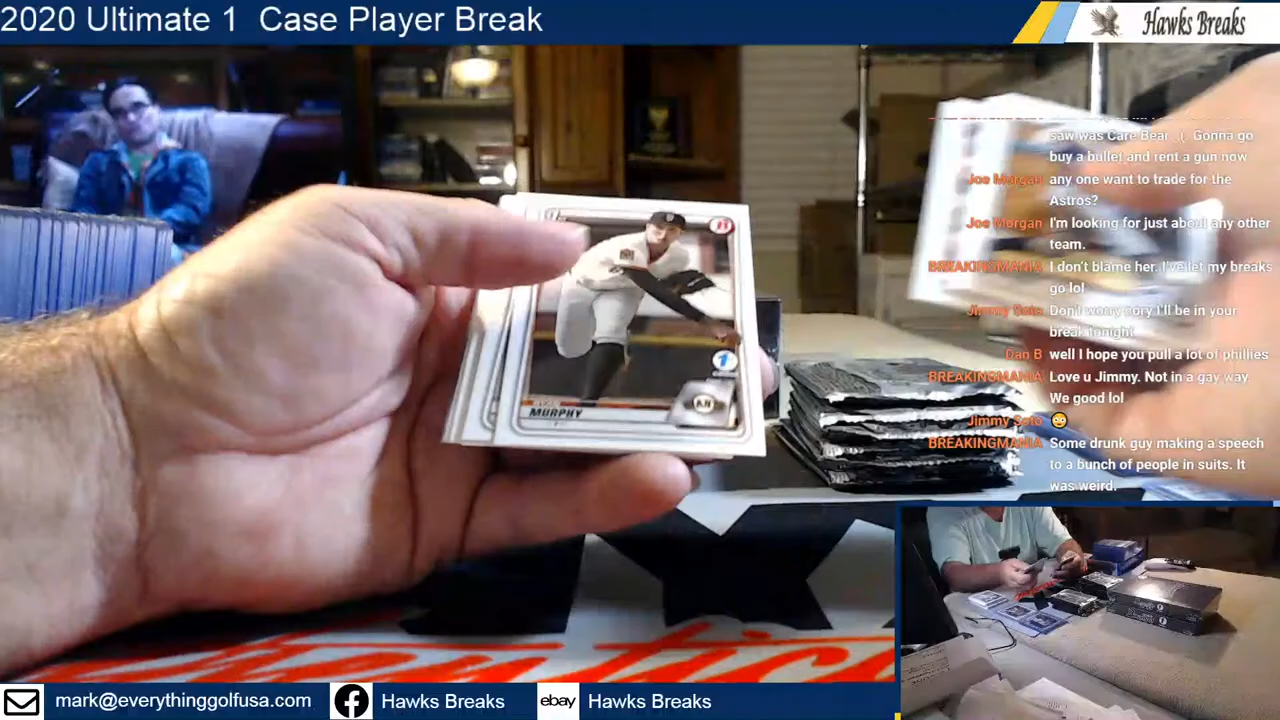 2020 Ultimate 1 Case Player Break
Hawks Breaks
saw was Care Bear Gonna go
buy a bullet and rent a gun now
Joe Morgan any one want to trade for the
Astros?
Joe Morgan I'm looking for just about any other
team.
BREAKINGMANIA I don't blame her. I've let my breaks
go lol
Jimmy Soto Don't worry cory I'll be in your
break tonight
Dan B well I hope you pull a lot of phillies
BREAKINGMANIA Love u Jimmy. Not in a gay way.
We good lol
Jimmy Soto 😳
BREAKINGMANIA Some drunk guy making a speech
to a bunch of people in suits. It
was weird.
MURPHY
mark@everythinggolfusa.com
Hawks Breaks
ebay Hawks Breaks